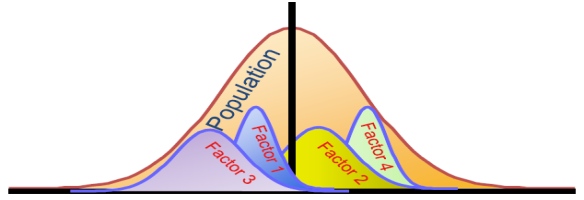 Population
Factor 3
Factor 1
Factor 2
Factor 4